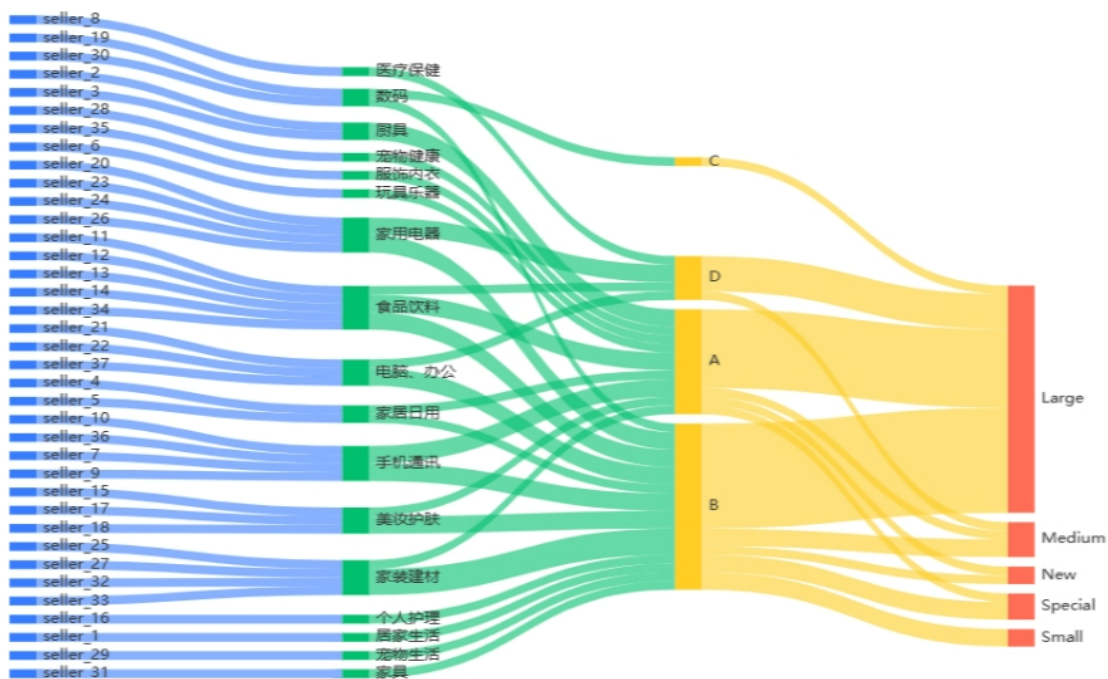 seller_8
seller_19
seller_30
seller_2
seller_3
seller_28
seller_35
seller_6
seller_20
seller_23
seller_24
seller_26
seller_11
seller_12
seller_13
seller_14
seller_34
seller_21
seller_22
seller_37
seller_4
seller_5
seller_10
seller_36
seller_7
seller_9
seller_15
seller_17
seller_18
seller_25
seller_27
seller_32
seller_33
seller_16
seller_1
seller_29
seller_31
医疗保健
数码
厨具
宠物健康
服饰内衣
玩具乐器
家用电器
食品饮料
电脑、办公
家居日用
手机通讯
美妆护肤
家装建材
个人护理
居家生活
宠物生活
家具
C
D
A
B
Large
Medium
New
Special
Small